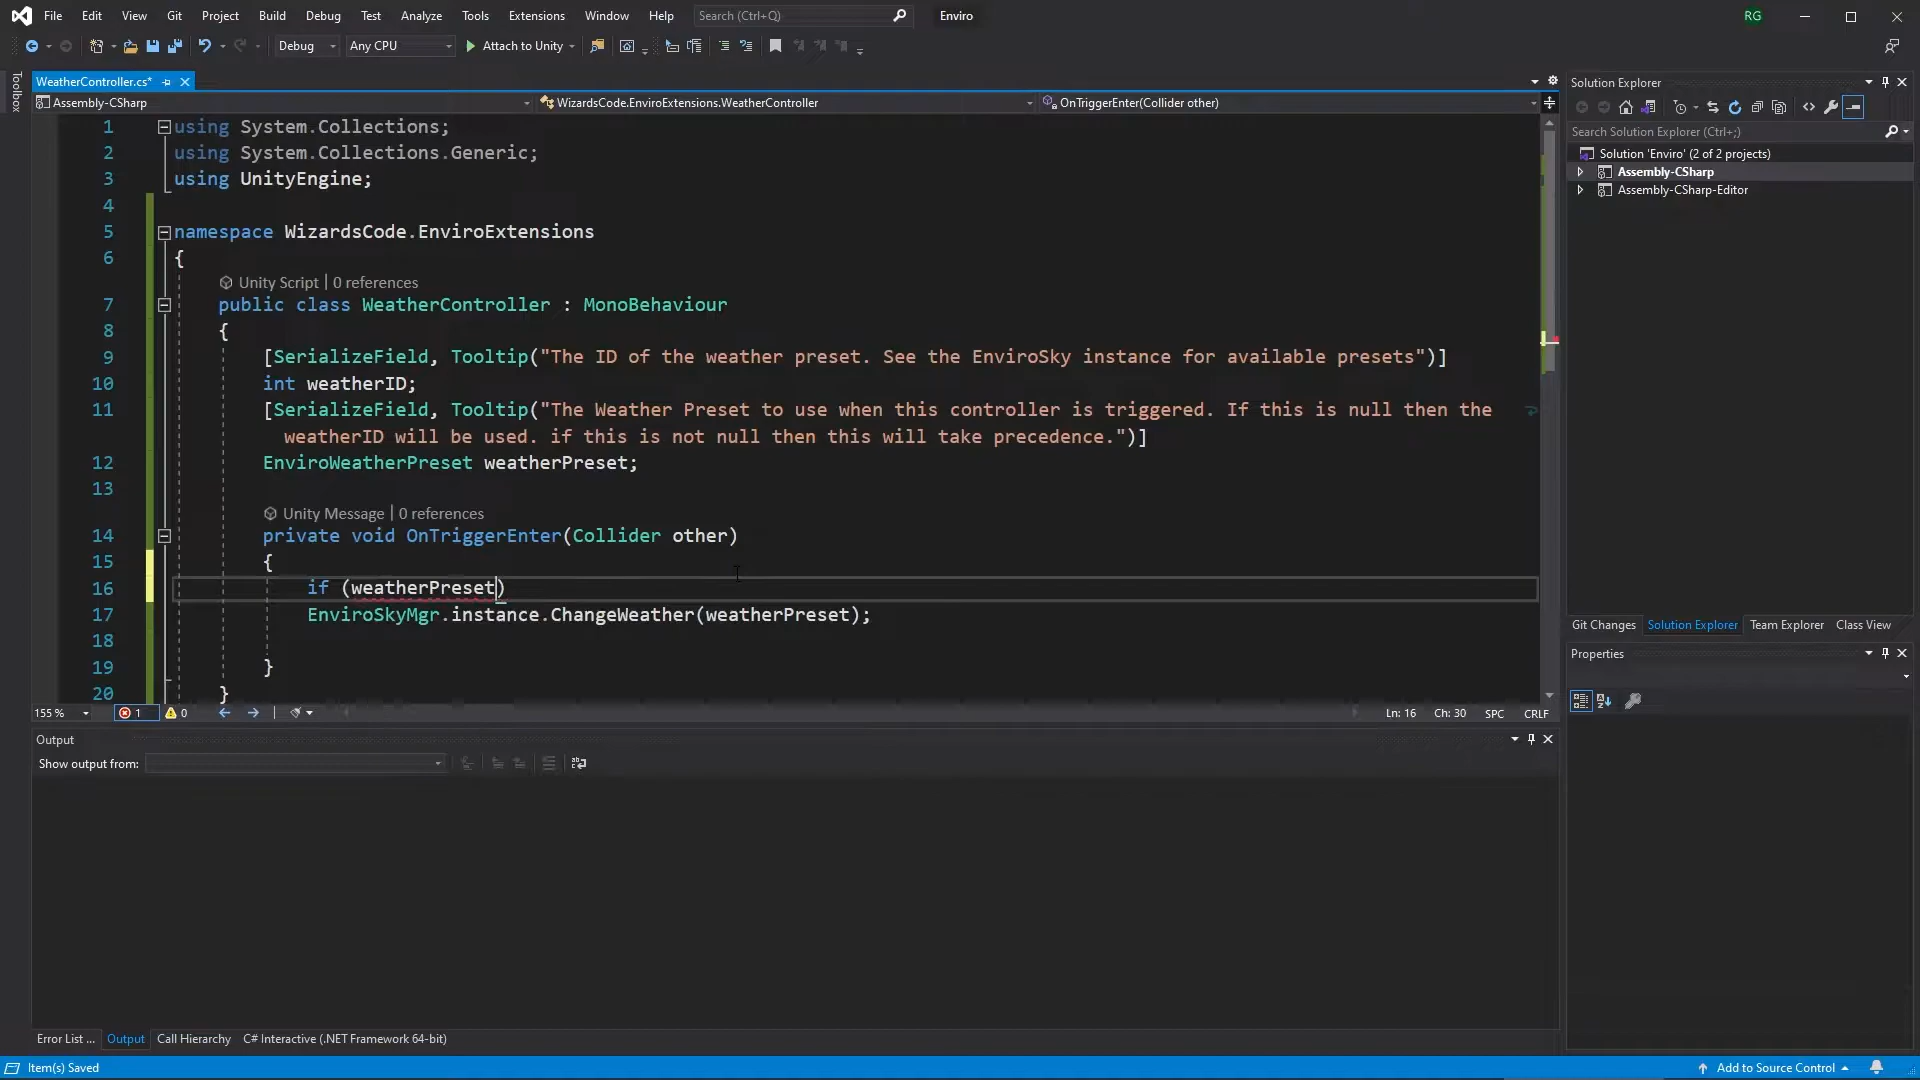 File Edit View Git Project Build Debug Test Analyze Tools Extensions Window Help Search (Ctrl+Q) Enviro RG
Debug Any CPU Attach to Unity
Toolbox
WeatherController.cs*
Assembly-CSharp WizardsCode.EnviroExtensions.WeatherController OnTriggerEnter(Collider other)
1 using System.Collections;
2 using System.Collections.Generic;
3 using UnityEngine;
4
5 namespace WizardsCode.EnviroExtensions
6 {
Unity Script | 0 references
7 public class WeatherController : MonoBehaviour
8 {
9 [SerializeField, Tooltip("The ID of the weather preset. See the EnviroSky instance for available presets")]
10 int weatherID;
11 [SerializeField, Tooltip("The Weather Preset to use when this controller is triggered. If this is null then the
weatherID will be used. if this is not null then this will take precedence.")]
12 EnviroWeatherPreset weatherPreset;
13
Unity Message | 0 references
14 private void OnTriggerEnter(Collider other)
15 {
16 if (weatherPreset)
17 EnviroSkyMgr.instance.ChangeWeather(weatherPreset);
18
19 }
20 }
155 % 1 0 Ln: 16 Ch: 30 SPC CRLF
Output
Show output from:
Error List ... Output Call Hierarchy C# Interactive (.NET Framework 64-bit)
Item(s) Saved Add to Source Control
Solution Explorer
Search Solution Explorer (Ctrl+;)
Solution 'Enviro' (2 of 2 projects)
Assembly-CSharp
Assembly-CSharp-Editor
Git Changes Solution Explorer Team Explorer Class View
Properties